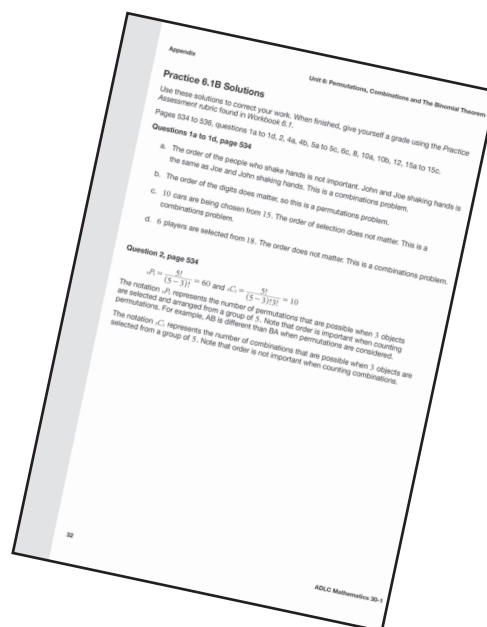 Appendix
Unit 6: Permutations, Combinations and The Binomial Theorem
Practice 6.1B Solutions
Use these solutions to correct your work. When finished, give yourself a grade using the Practice
Assessment rubric found in Workbook 6.1.
Pages 534 to 536, questions 1a to 1d, 2, 4a, 4b, 5a to 5c, 6c, 8, 10a, 10b, 12, 15a to 15c.
Questions 1a to 1d, page 534
a. The order of the people who shake hands is not important. John and Joe shaking hands is
the same as Joe and John shaking hands. This is a combinations problem.
b. The order of the digits does matter, so this is a permutations problem.
c. 10 cars are being chosen from 15. The order of selection does not matter. This is a
combinations problem.
d. 6 players are selected from 18. The order does not matter. This is a combinations problem.
Question 2, page 534
₅P₃ = 5!/(5 − 3)! = 60 and ₅C₃ = 5!/(5 − 3)!3! = 10
The notation ₅P₃ represents the number of permutations that are possible when 3 objects
are selected and arranged from a group of 5. Note that order is important when counting
permutations. For example, AB is different than BA when permutations are considered.
The notation ₅C₃ represents the number of combinations that are possible when 3 objects are
selected from a group of 5. Note that order is not important when counting combinations.
32
ADLC Mathematics 30-1